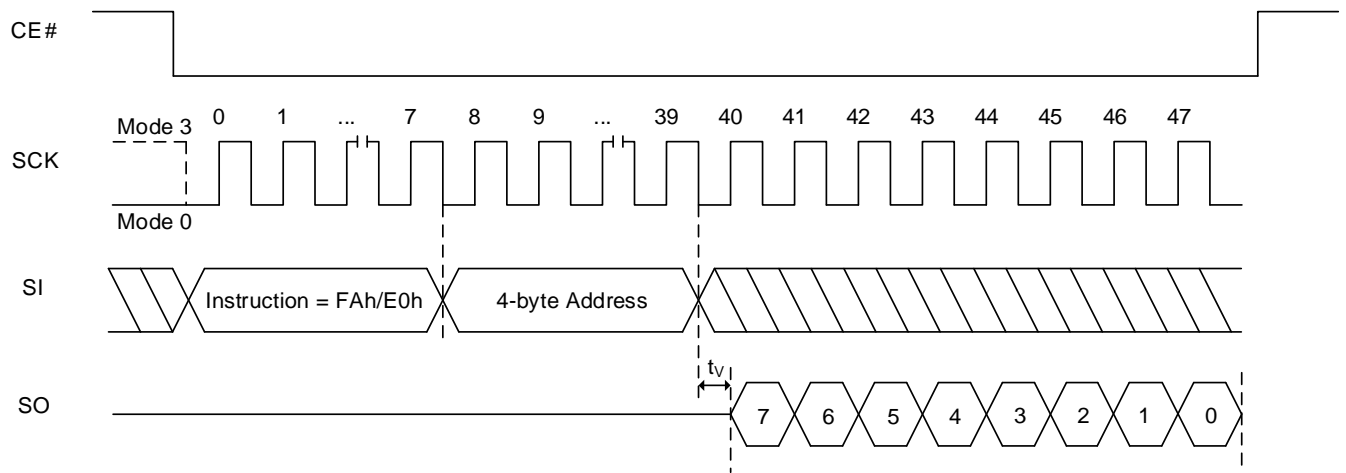 CE#
Mode 3
0 1 ... 7 8 9 ... 39 40 41 42 43 44 45 46 47
SCK
Mode 0
SI
Instruction = FAh/E0h
4-byte Address
tV
SO
7 6 5 4 3 2 1 0